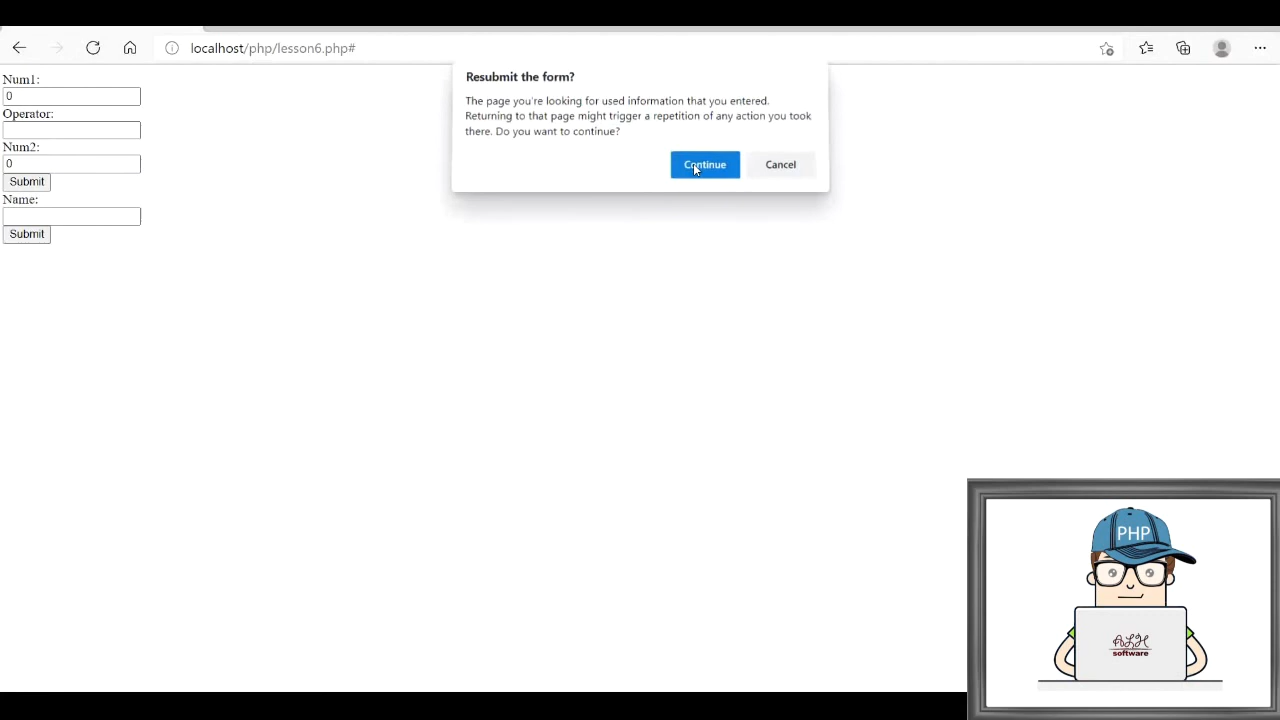 localhost/php/lesson6.php#
Num1:
0
Operator:
Num2:
0
Submit
Name:
Submit
Resubmit the form?
The page you're looking for used information that you entered.
Returning to that page might trigger a repetition of any action you took
there. Do you want to continue?
Continue Cancel
PHP
ALH
software